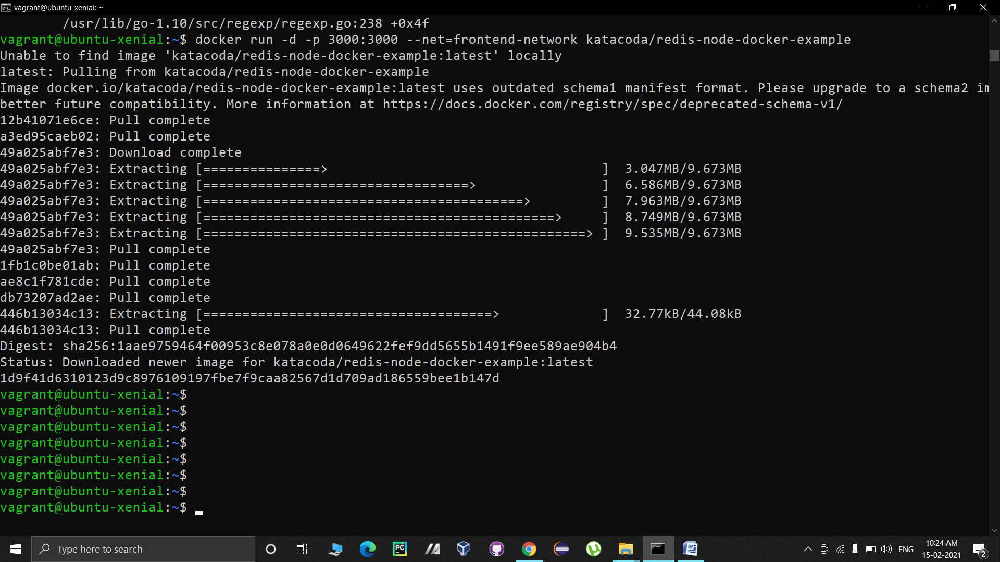 vagrant@ubuntu-xenial: ~
/usr/lib/go-1.10/src/regexp/regexp.go:238 +0x4f
vagrant@ubuntu-xenial:~$ docker run -d -p 3000:3000 --net=frontend-network katacoda/redis-node-docker-example
Unable to find image 'katacoda/redis-node-docker-example:latest' locally
latest: Pulling from katacoda/redis-node-docker-example
Image docker.io/katacoda/redis-node-docker-example:latest uses outdated schema1 manifest format. Please upgrade to a schema2 im
better future compatibility. More information at https://docs.docker.com/registry/spec/deprecated-schema-v1/
12b41071e6ce: Pull complete
a3ed95caeb02: Pull complete
49a025abf7e3: Download complete
49a025abf7e3: Extracting [===============>                                   ]  3.047MB/9.673MB
49a025abf7e3: Extracting [==================================>                ]  6.586MB/9.673MB
49a025abf7e3: Extracting [=========================================>         ]  7.963MB/9.673MB
49a025abf7e3: Extracting [=============================================>     ]  8.749MB/9.673MB
49a025abf7e3: Extracting [=================================================> ]  9.535MB/9.673MB
49a025abf7e3: Pull complete
1fb1c0be01ab: Pull complete
ae8c1f781cde: Pull complete
db73207ad2ae: Pull complete
446b13034c13: Extracting [=====================================>             ]  32.77kB/44.08kB
446b13034c13: Pull complete
Digest: sha256:1aae9759464f00953c8e078a0e0d0649622fef9dd5655b1491f9ee589ae904b4
Status: Downloaded newer image for katacoda/redis-node-docker-example:latest
1d9f41d6310123d9c8976109197fbe7f9caa82567d1d709ad186559bee1b147d
vagrant@ubuntu-xenial:~$
vagrant@ubuntu-xenial:~$
vagrant@ubuntu-xenial:~$
vagrant@ubuntu-xenial:~$
vagrant@ubuntu-xenial:~$
vagrant@ubuntu-xenial:~$
vagrant@ubuntu-xenial:~$
vagrant@ubuntu-xenial:~$
Type here to search
PC
ENG
10:24 AM
15-02-2021
2